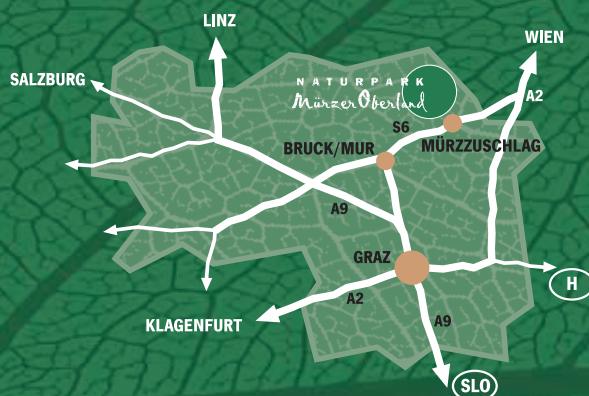 LINZ
WIEN
SALZBURG
NATURPARK
Mürzer Oberland
A2
S6
BRUCK/MUR
MÜRZZUSCHLAG
A9
GRAZ
H
A2
KLAGENFURT
A9
SLO